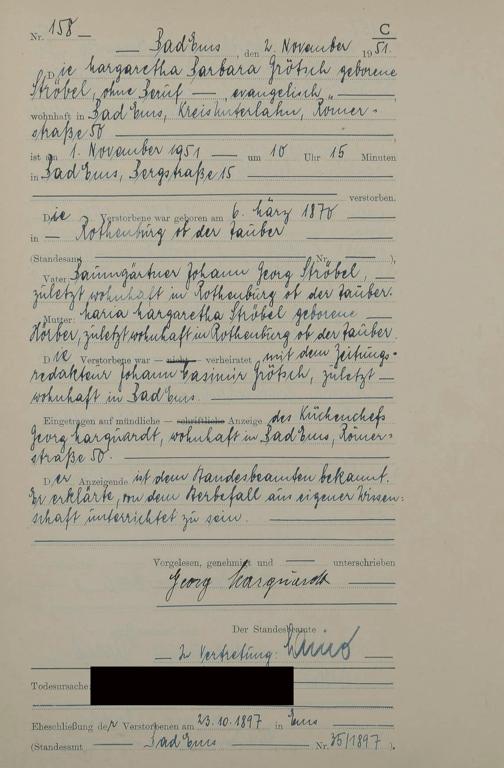 C
Nr. 158
Bad Ems, den 2. November 1951.
Die Margaretha Barbara Grötsch geborene
Ströbel, ohne Beruf — , evangelisch —
wohnhaft in Bad Ems, Kreis Unterlahn, Römer-
straße 50
ist am 1. November 1951 — um 10 Uhr 15 Minuten
in Bad Ems, Bergstraße 15
verstorben.
Die Verstorbene war geboren am 6. März 1870
in — Rothenburg ob der Tauber
(Standesamt Nr. ),
Vater: Baumgärtner Johann Georg Ströbel, —
zuletzt wohnhaft in Rothenburg ob der Tauber.
Mutter: Maria Margaretha Ströbel geborene
Hörber, zuletzt wohnhaft in Rothenburg ob der Tauber.
Die Verstorbene war — nicht — verheiratet mit dem Zeitungs-
redakteur Johann Casimir Grötsch, zuletzt —
wohnhaft in Bad Ems.
Eingetragen auf mündliche — schriftliche — Anzeige des Küchenchefs
Georg Marquardt, wohnhaft in Bad Ems, Römer-
straße 50.
Der Anzeigende ist dem Standesbeamten bekannt.
Er erklärte, von dem Sterbefall aus eigener Wissen-
schaft unterrichtet zu sein.
Vorgelesen, genehmigt und — unterschrieben
Georg Marquardt
Der Standesbeamte
In Vertretung:
Todesursache:
Eheschließung der Verstorbenen am 23.10.1897 in Ems
(Standesamt — Bad Ems — Nr. 35/1897 ).